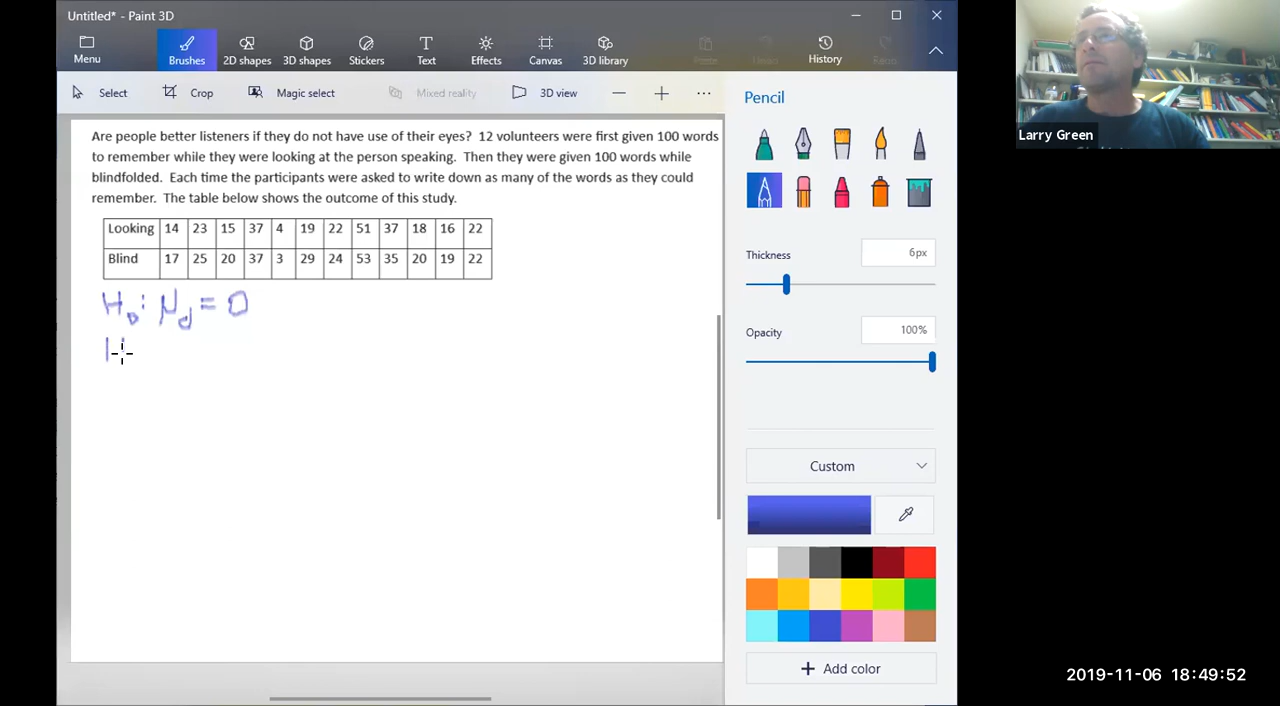 Untitled* - Paint 3D
Menu
Brushes
2D shapes
3D shapes
Stickers
Text
Effects
Canvas
3D library
Paste
Undo
History
Redo
Select
Crop
Magic select
Mixed reality
3D view
Are people better listeners if they do not have use of their eyes? 12 volunteers were first given 100 words
to remember while they were looking at the person speaking. Then they were given 100 words while
blindfolded. Each time the participants were asked to write down as many of the words as they could
remember. The table below shows the outcome of this study.
Looking 14 23 15 37 4 19 22 51 37 18 16 22
Blind 17 25 20 37 3 29 24 53 35 20 19 22
H₀: μd = 0
Pencil
Thickness
6px
Opacity
100%
Custom
Add color
Larry Green
2019-11-06 18:49:52